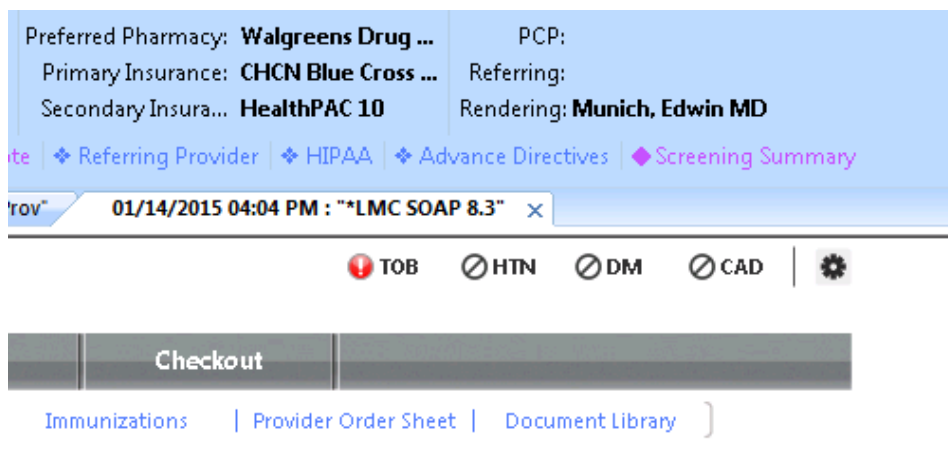 Preferred Pharmacy: Walgreens Drug ... PCP:
Primary Insurance: CHCN Blue Cross ... Referring:
Secondary Insura... HealthPAC 10 Rendering: Munich, Edwin MD
te | Referring Provider | HIPAA | Advance Directives | Screening Summary
Prov" 01/14/2015 04:04 PM : "*LMC SOAP 8.3" ×
TOB HTN DM CAD
Checkout
Immunizations | Provider Order Sheet | Document Library ]